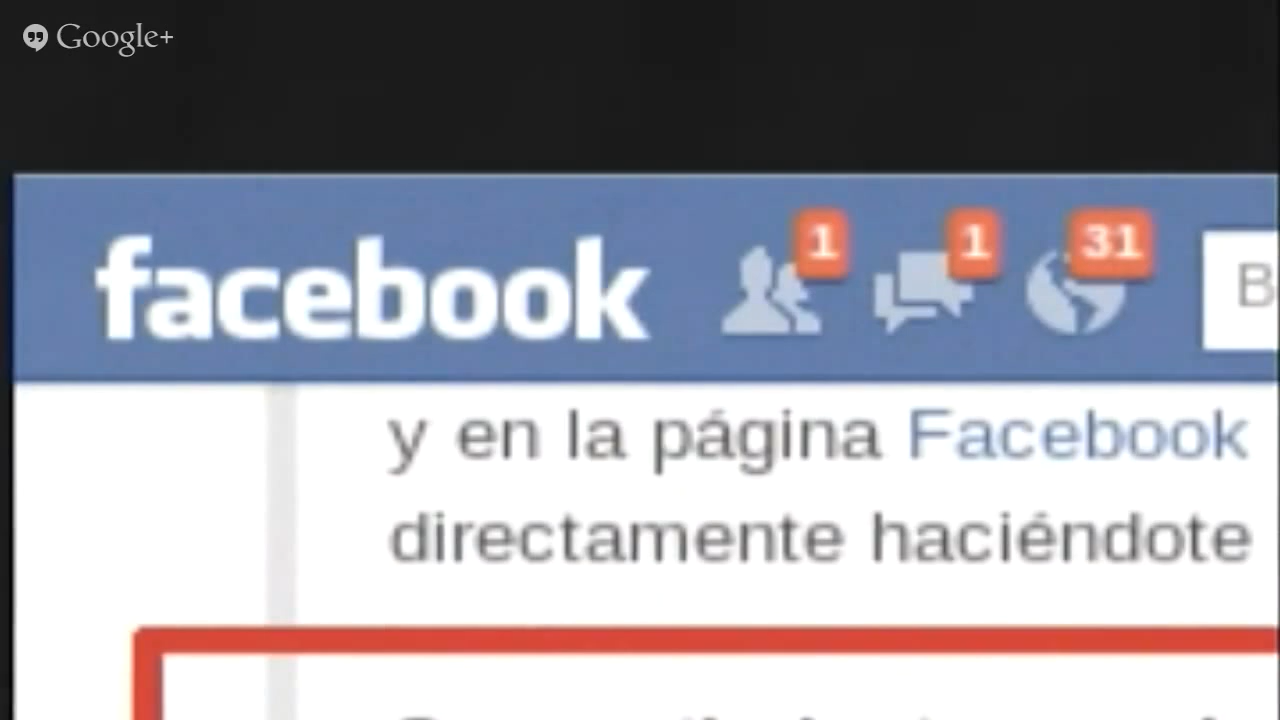 Google+
facebook
1
1
31
B
y en la página Facebook
directamente haciéndote